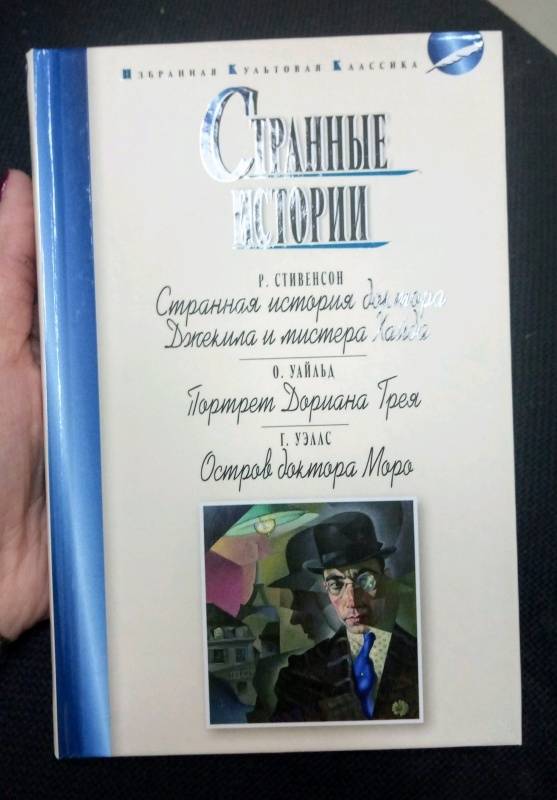 Избранная Культовая Классика
Странные
истории
Р. СТИВЕНСОН
Странная история доктора
Джекила и мистера Хайда
О. УАЙЛЬД
Портрет Дориана Грея
Г. УЭЛЛС
Остров доктора Моро